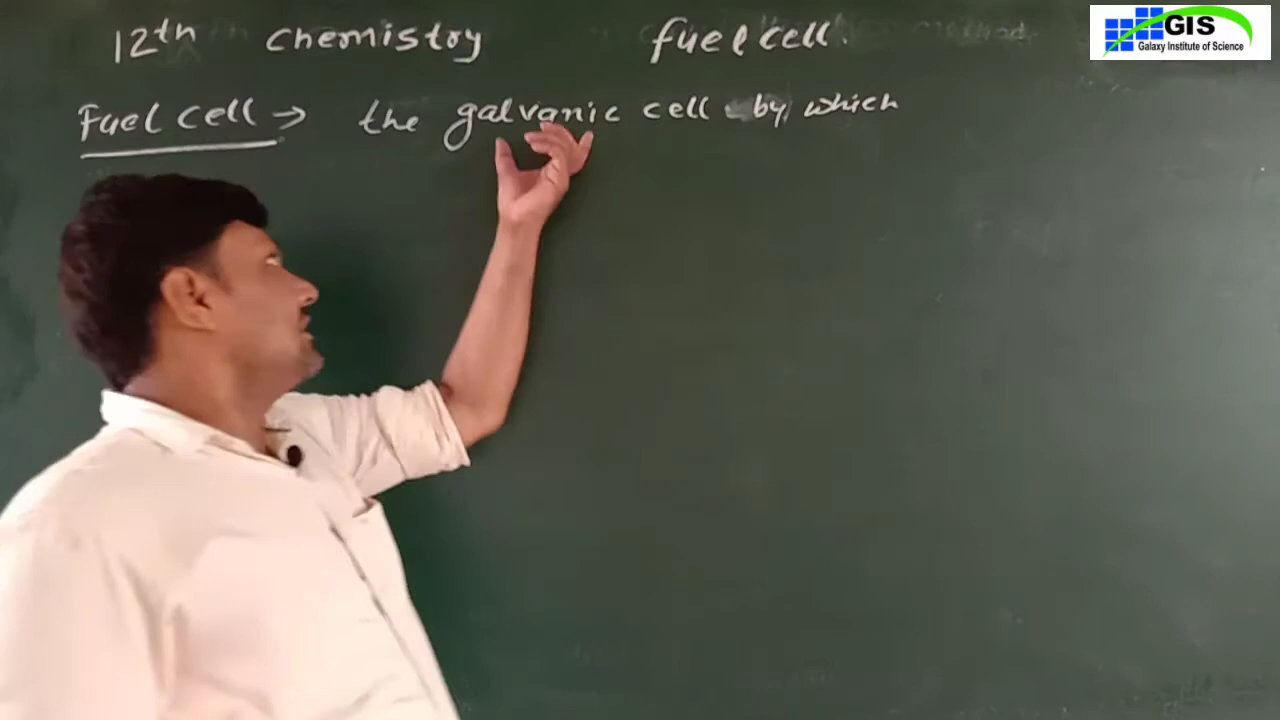 GIS
Galaxy Institute of Science
12th chemistry fuel cell.
Fuel cell → the galvanic cell by which